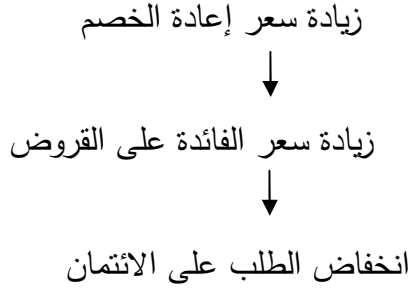 زيادة سعر إعادة الخصم
زيادة سعر الفائدة على القروض
انخفاض الطلب على الائتمان